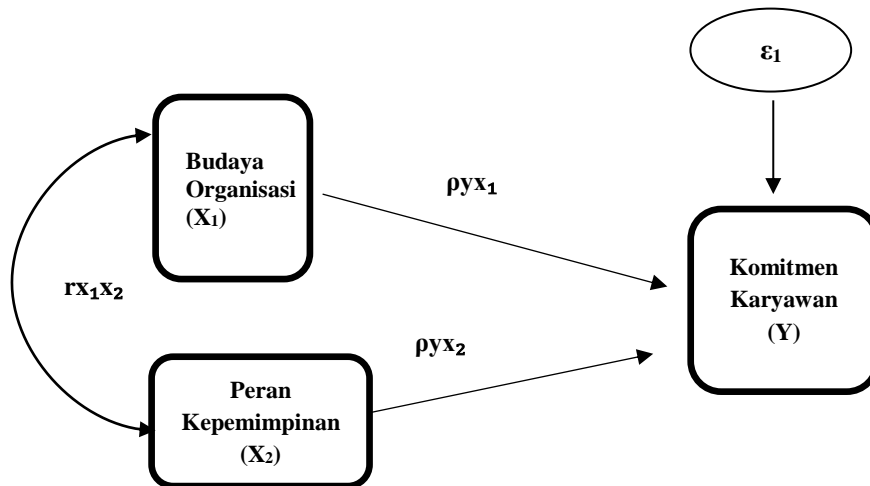 ε₁
Budaya
Organisasi
(X₁)
ρyx₁
Komitmen
Karyawan
(Y)
rx₁x₂
ρyx₂
Peran
Kepemimpinan
(X₂)